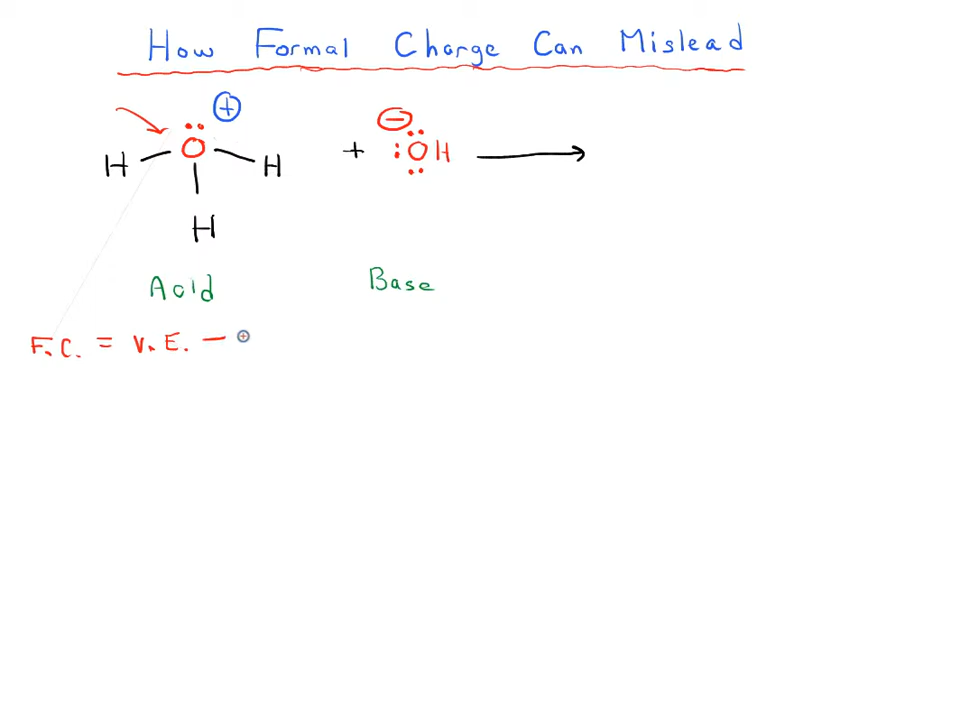 How Formal Charge Can Mislead
H O H + OH
H
Acid Base
F.C. = V.E. −